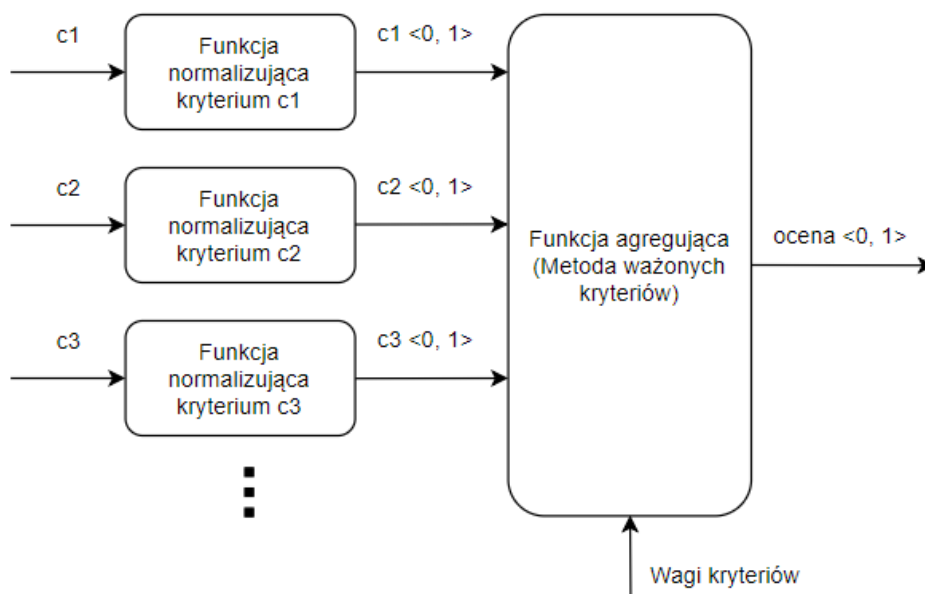 c1
Funkcja
normalizująca
kryterium c1
c1 <0, 1>
c2
Funkcja
normalizująca
kryterium c2
c2 <0, 1>
c3
Funkcja
normalizująca
kryterium c3
c3 <0, 1>
Funkcja agregująca
(Metoda ważonych
kryteriów)
ocena <0, 1>
Wagi kryteriów